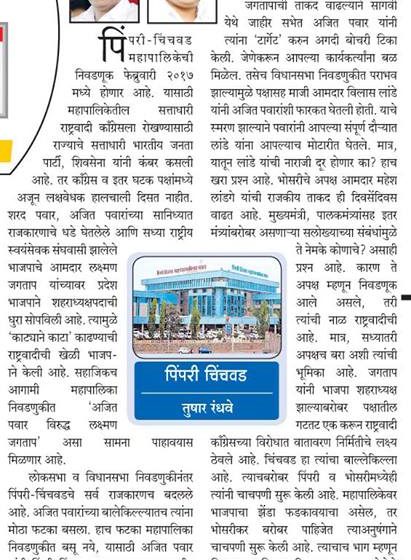 पिंपरी-चिंचवड
महापालिकेची
निवडणूक फेब्रुवारी २०१७
मध्ये होणार आहे. यासाठी
महापालिकेतील सत्ताधारी
राष्ट्रवादी काँग्रेसला रोखण्यासाठी
राज्याचे सत्ताधारी भारतीय जनता
पार्टी, शिवसेना यांनी कंबर कसली
आहे. तर काँग्रेस व इतर घटक पक्षांमध्ये
अजून लक्षवेधक हालचाली दिसत नाहीत.
शरद पवार, अजित पवारांच्या सानिध्यात
राजकारणाचे धडे घेतलेले आणि सध्या राष्ट्रीय
स्वयंसेवक संघवासी झालेले
भाजपाचे आमदार लक्ष्मण
जगताप यांच्यावर प्रदेश
भाजपाने शहराध्यक्षपदाची
धुरा सोपविली आहे. त्यामुळे
'काट्याने काटा' काढण्याची
राष्ट्रवादीची खेळी भाजप-
ाने केली आहे. सहाजिकच
आगामी महापालिका
निवडणुकीत 'अजित
पवार विरुद्ध लक्ष्मण
जगताप' असा सामना पाहावयास
मिळणार आहे.
लोकसभा व विधानसभा निवडणुकीनंतर
पिंपरी-चिंचवडचे सर्व राजकारणच बदलले
आहे. अजित पवारांच्या बालेकिल्ल्यातच त्यांना
मोठा फटका बसला. हाच फटका महापालिका
निवडणुकीत बसू नये, यासाठी अजित पवार
जगतापाची ताकद वाढल्याने सांगवी
येथे जाहीर सभेत अजित पवार यांनी
त्यांना 'टार्गेट' करुन अगदी बोचरी टिका
केली. जेणेकरून आपल्या कार्यकर्त्यांना बळ
मिळेल. तसेच विधानसभा निवडणुकीत पराभव
झाल्यामुळे पक्षासह माजी आमदार विलास लांडे
यांनी अजित पवारांशी फारकत घेतली होती. याचे
स्मरण झाल्याने पवारांनी आपल्या संपूर्ण दौऱ्यात
लांडे यांना आपल्याच मोटारीत घेतले. मात्र,
यातून लांडे यांची नाराजी दूर होणार का? हाच
खरा प्रश्न आहे. भोसरीचे अपक्ष आमदार महेश
लांडगे यांची राजकीय ताकद ही दिवसेंदिवस
वाढत आहे. मुख्यमंत्री, पालकमंत्र्यांसह इतर
मंत्र्यांबरोबर असणाऱ्या सलोख्याच्या संबंधांमुळे
ते नेमके कोणाचे? असाही
प्रश्न आहे. कारण ते
अपक्ष म्हणून निवडणूक
आले असले, तरी
त्यांची नाळ राष्ट्रवादीची
आहे. मात्र, सध्यातरी
अपक्षच बरा अशी त्यांची
भूमिका आहे. जगताप
यांनी भाजपा शहराध्यक्ष
झाल्याबरोबर पक्षातील
गटतट एक करून राष्ट्रवादी
काँग्रेसच्या विरोधात वातावरण निर्मितीचे लक्ष्य
ठेवले आहे. चिंचवड हा त्यांचा बालेकिल्ला
आहे. त्याचबरोबर पिंपरी व भोसरीमध्येही
त्यांनी चाचपणी सुरू केली आहे. महापालिकेवर
भाजपाचा झेंडा फडकावयाचा असेल, तर
भोसरीकर बरोबर पाहिजेत त्याअनुषंगाने
चाचपणी सुरू केली आहे. त्याचाच भाग म्हणून
पिंपरी चिंचवड
तुषार रंधवे